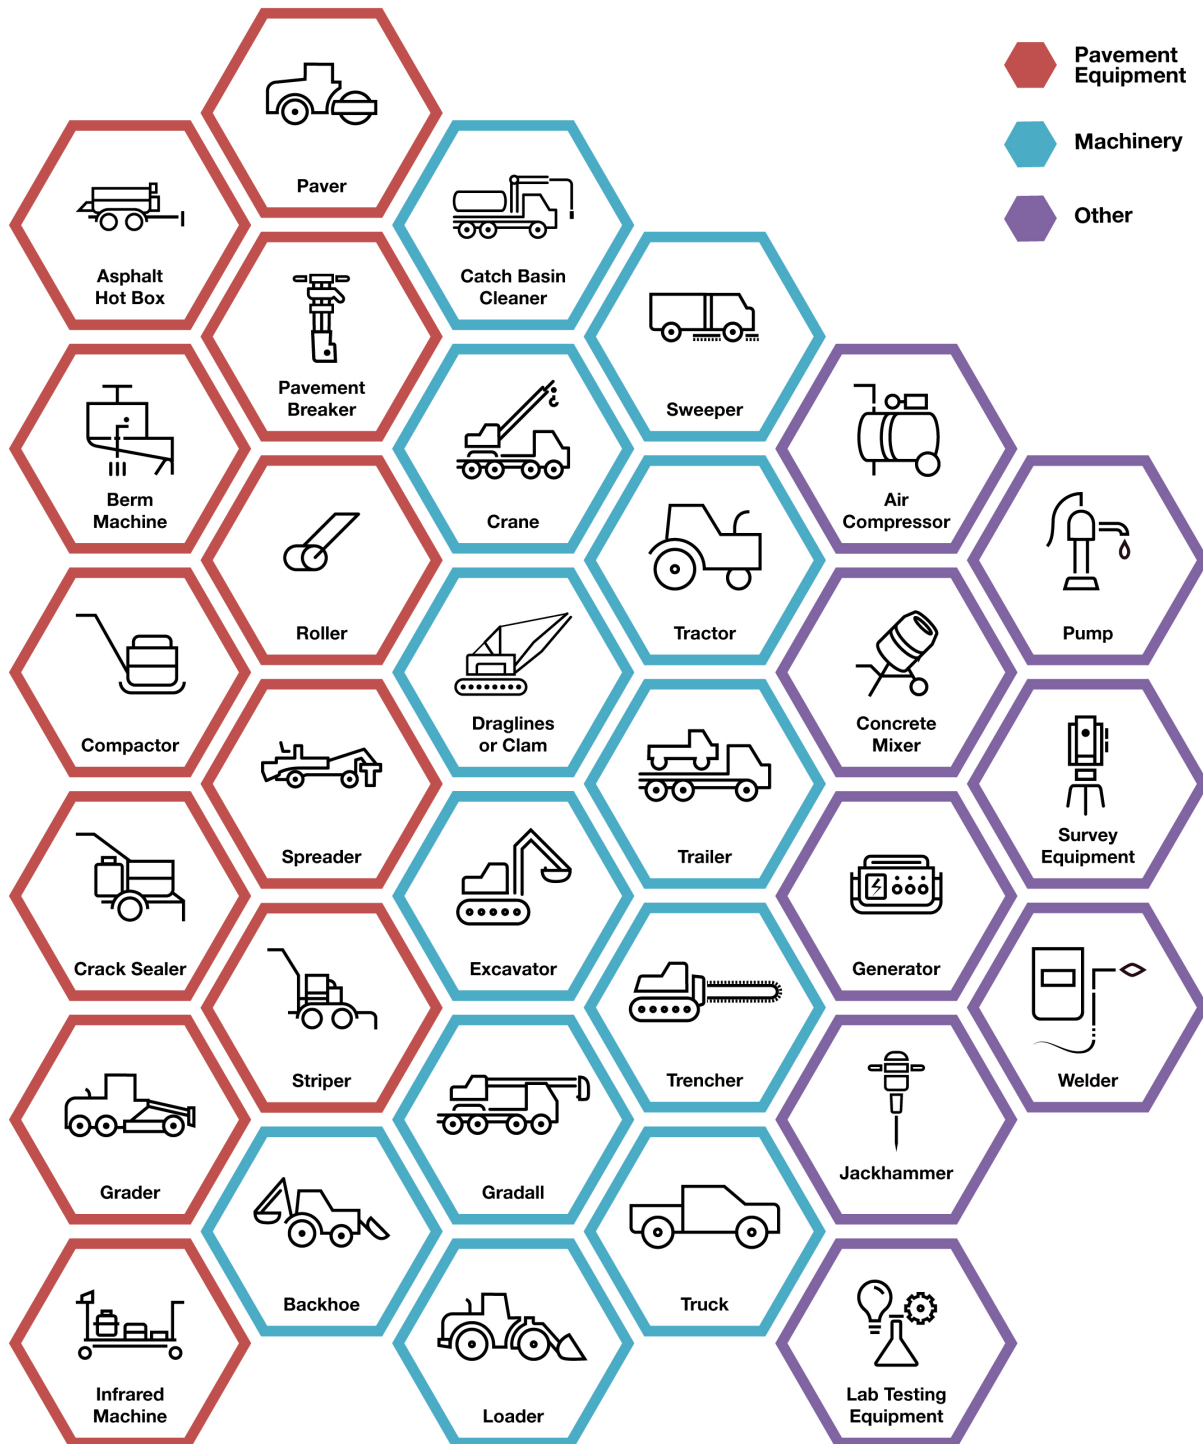 Pavement
Equipment
Machinery
Other
Paver
Asphalt
Hot Box
Catch Basin
Cleaner
Pavement
Breaker
Sweeper
Berm
Machine
Crane
Air
Compressor
Roller
Tractor
Pump
Compactor
Draglines
or Clam
Concrete
Mixer
Spreader
Trailer
Survey
Equipment
Crack Sealer
Excavator
Generator
Striper
Trencher
Welder
Grader
Gradall
Jackhammer
Backhoe
Truck
Infrared
Machine
Loader
Lab Testing
Equipment